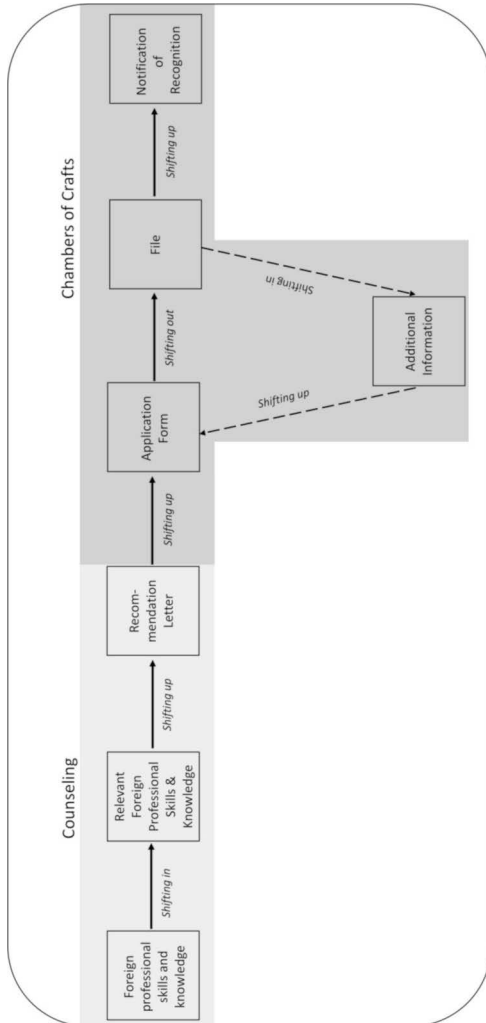 Counseling
Chambers of Crafts
Foreign
professional
skills and
knowledge
Shifting in
Relevant
Foreign
Professional
Skills &
Knowledge
Shifting up
Recom-
mendation
Letter
Shifting up
Application
Form
Shifting out
File
Shifting up
Notification
of
Recognition
Shifting in
Additional
Information
Shifting up